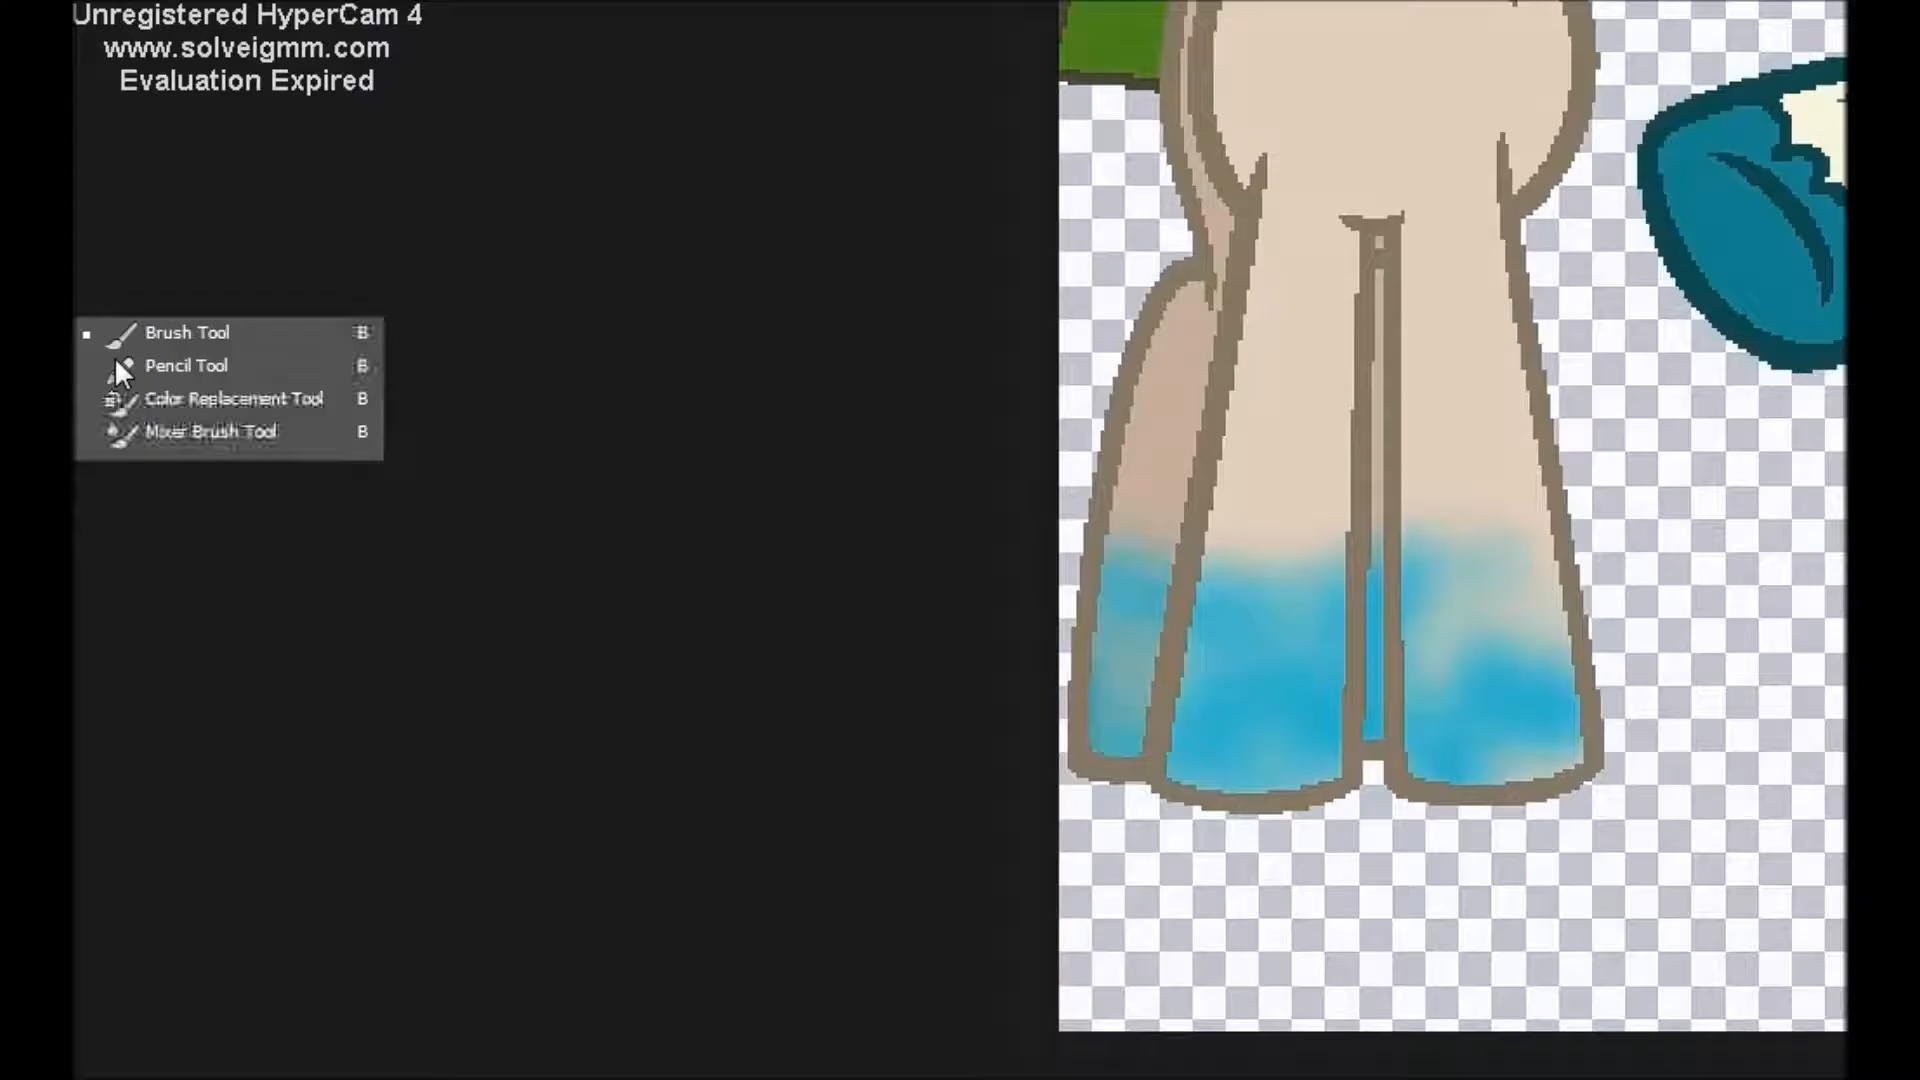 Unregistered HyperCam 4
www.solveigmm.com
Evaluation Expired
Brush Tool B
Pencil Tool B
Color Replacement Tool B
Mixer Brush Tool B